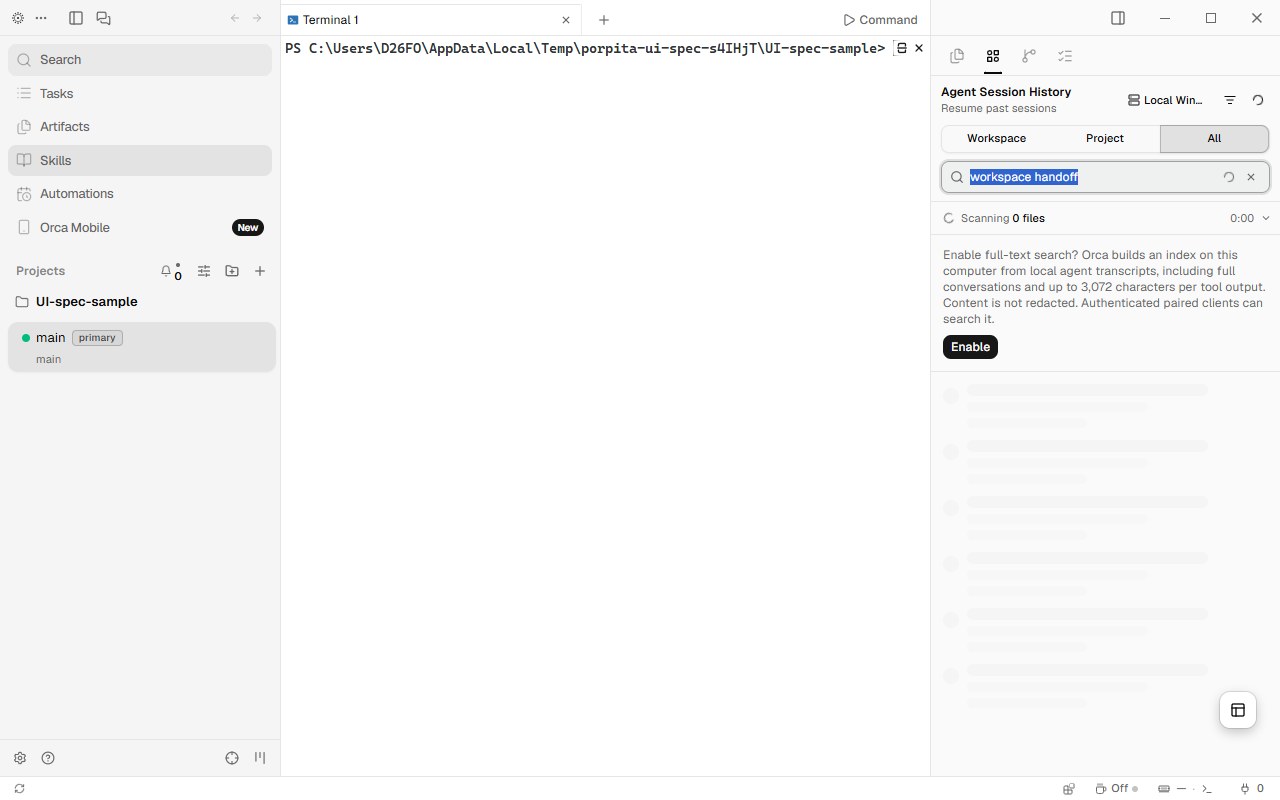 Terminal 1
Command
Search
Tasks
Artifacts
Skills
Automations
Orca Mobile
New
Projects
0
UI-spec-sample
main
primary
main
PS C:\Users\D26FO\AppData\Local\Temp\porpita-ui-spec-s4IHjT\UI-spec-sample>
Agent Session History
Resume past sessions
Local Win...
Workspace
Project
All
workspace handoff
Scanning 0 files
0:00
Enable full-text search? Orca builds an index on this
computer from local agent transcripts, including full
conversations and up to 3,072 characters per tool output.
Content is not redacted. Authenticated paired clients can
search it.
Enable
Off
0